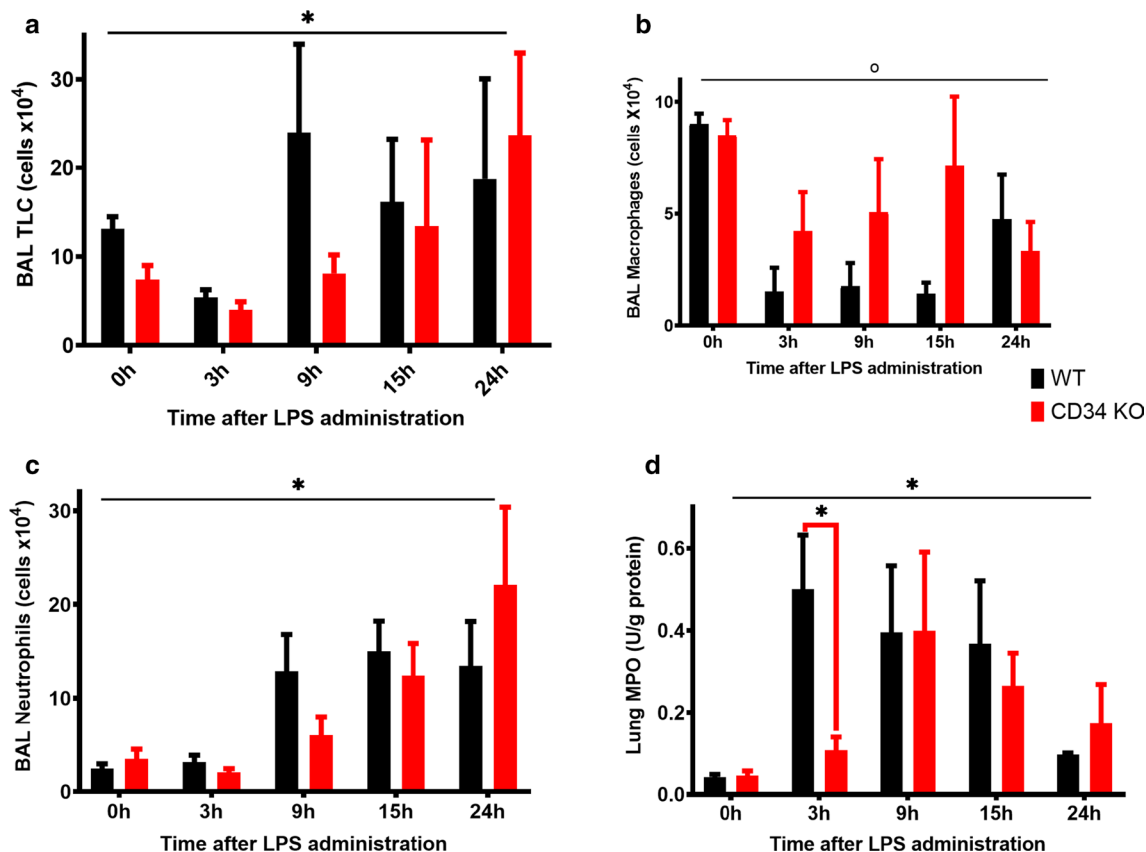 a
*
BAL TLC (cells x10⁴)
30
20
10
0
0h 3h 9h 15h 24h
Time after LPS administration
b
°
BAL Macrophages (cells X10⁴)
10
5
0
0h 3h 9h 15h 24h
Time after LPS administration
WT
CD34 KO
c
*
BAL Neutrophils (cells x10⁴)
30
20
10
0
0h 3h 9h 15h 24h
Time after LPS administration
d
*
*
Lung MPO (U/g protein)
0.6
0.4
0.2
0.0
0h 3h 9h 15h 24h
Time after LPS administration